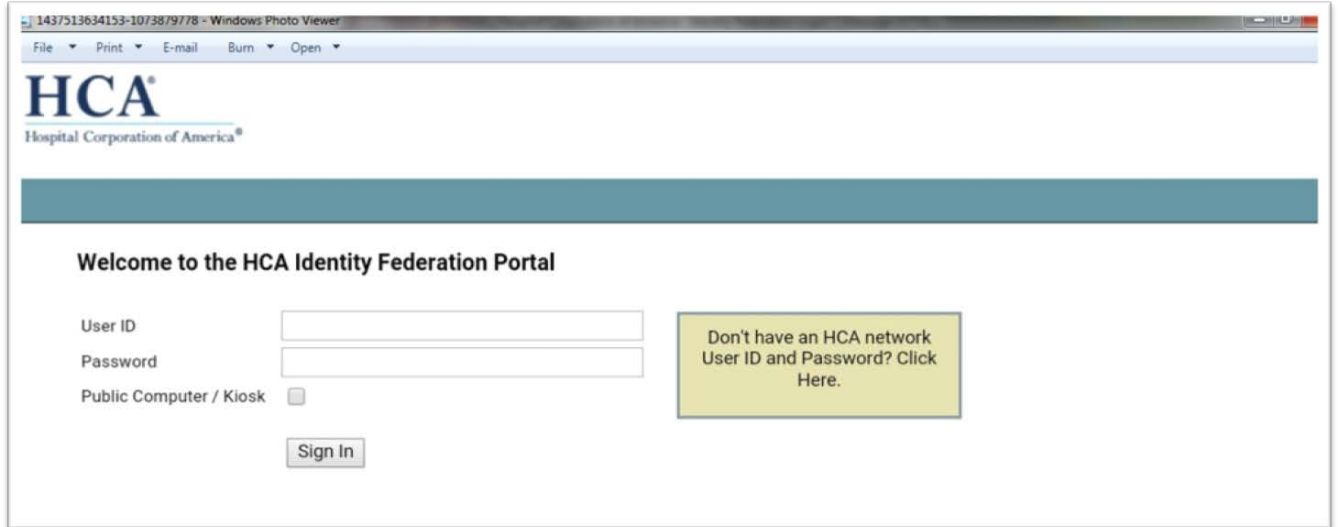 1437513634153-1073879778 - Windows Photo Viewer
File Print E-mail Burn Open
HCA®
Hospital Corporation of America®
Welcome to the HCA Identity Federation Portal
User ID
Password
Public Computer / Kiosk
Sign In
Don't have an HCA network
User ID and Password? Click
Here.